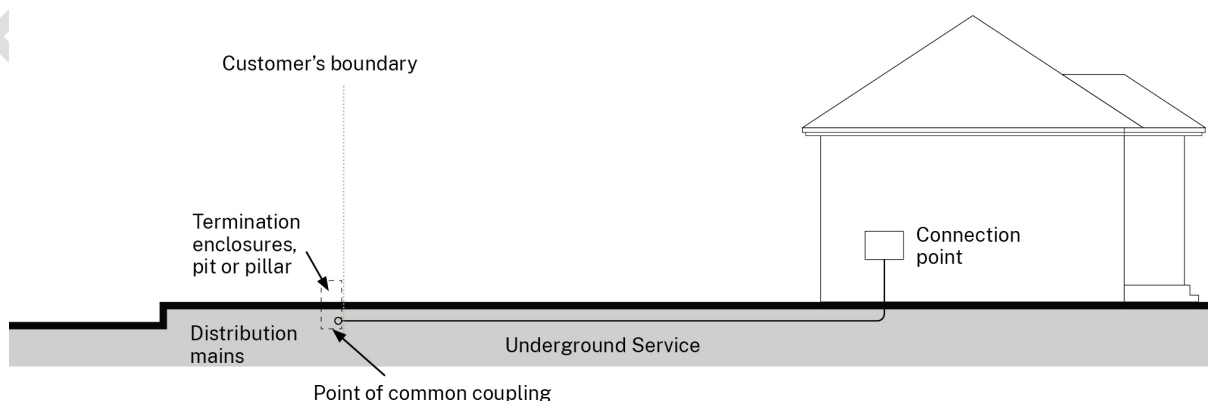 Customer's boundary
Termination
enclosures,
pit or pillar
Connection
point
Distribution
mains
Underground Service
Point of common coupling